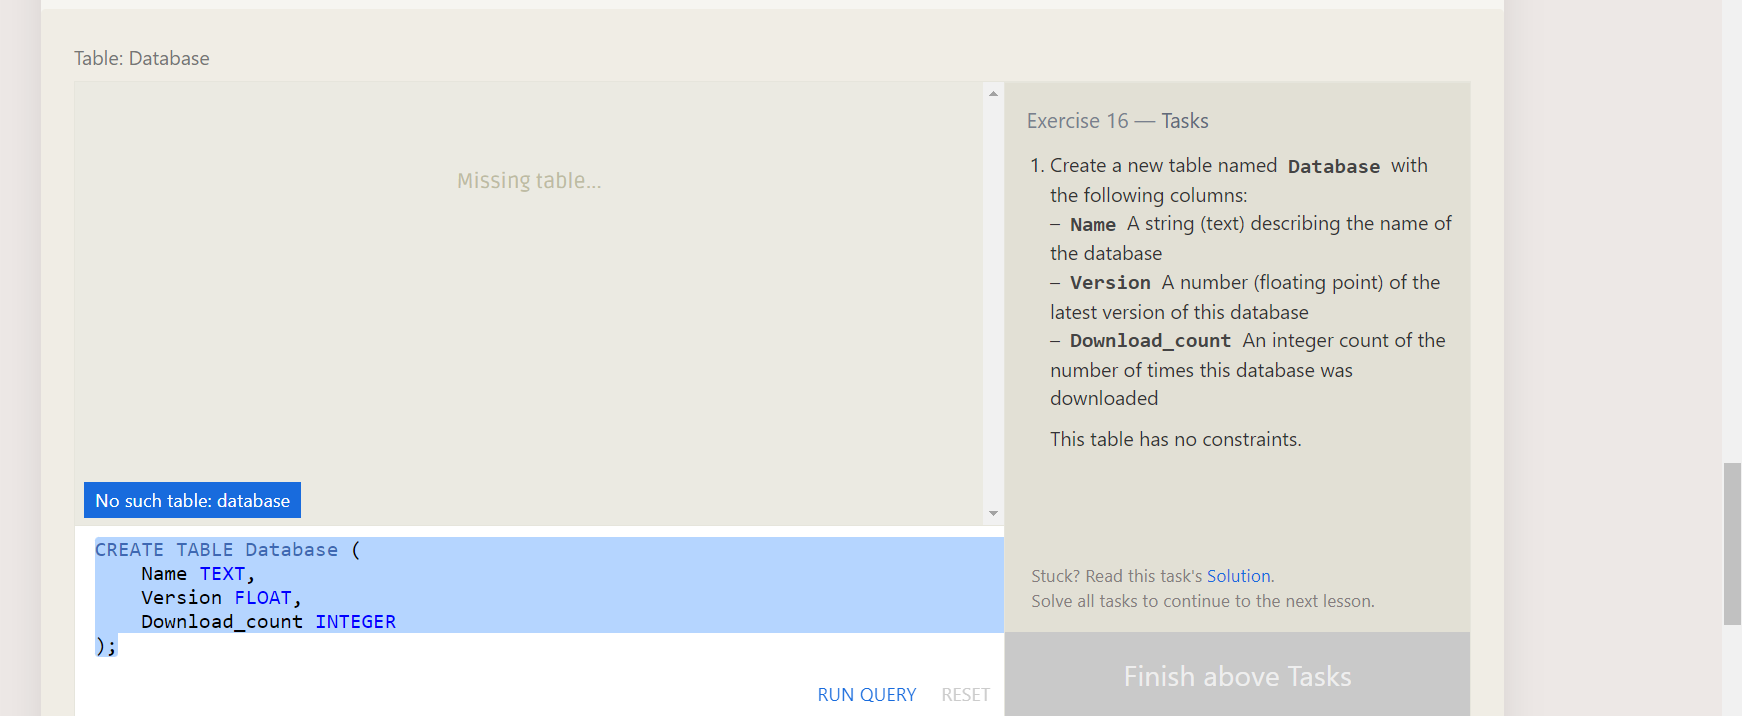 Table: Database
Missing table...
No such table: database
CREATE TABLE Database (
    Name TEXT,
    Version FLOAT,
    Download_count INTEGER
);
RUN QUERY RESET
Exercise 16 — Tasks
1. Create a new table named Database with
the following columns:
– Name A string (text) describing the name of
the database
– Version A number (floating point) of the
latest version of this database
– Download_count An integer count of the
number of times this database was
downloaded
This table has no constraints.
Stuck? Read this task's Solution.
Solve all tasks to continue to the next lesson.
Finish above Tasks